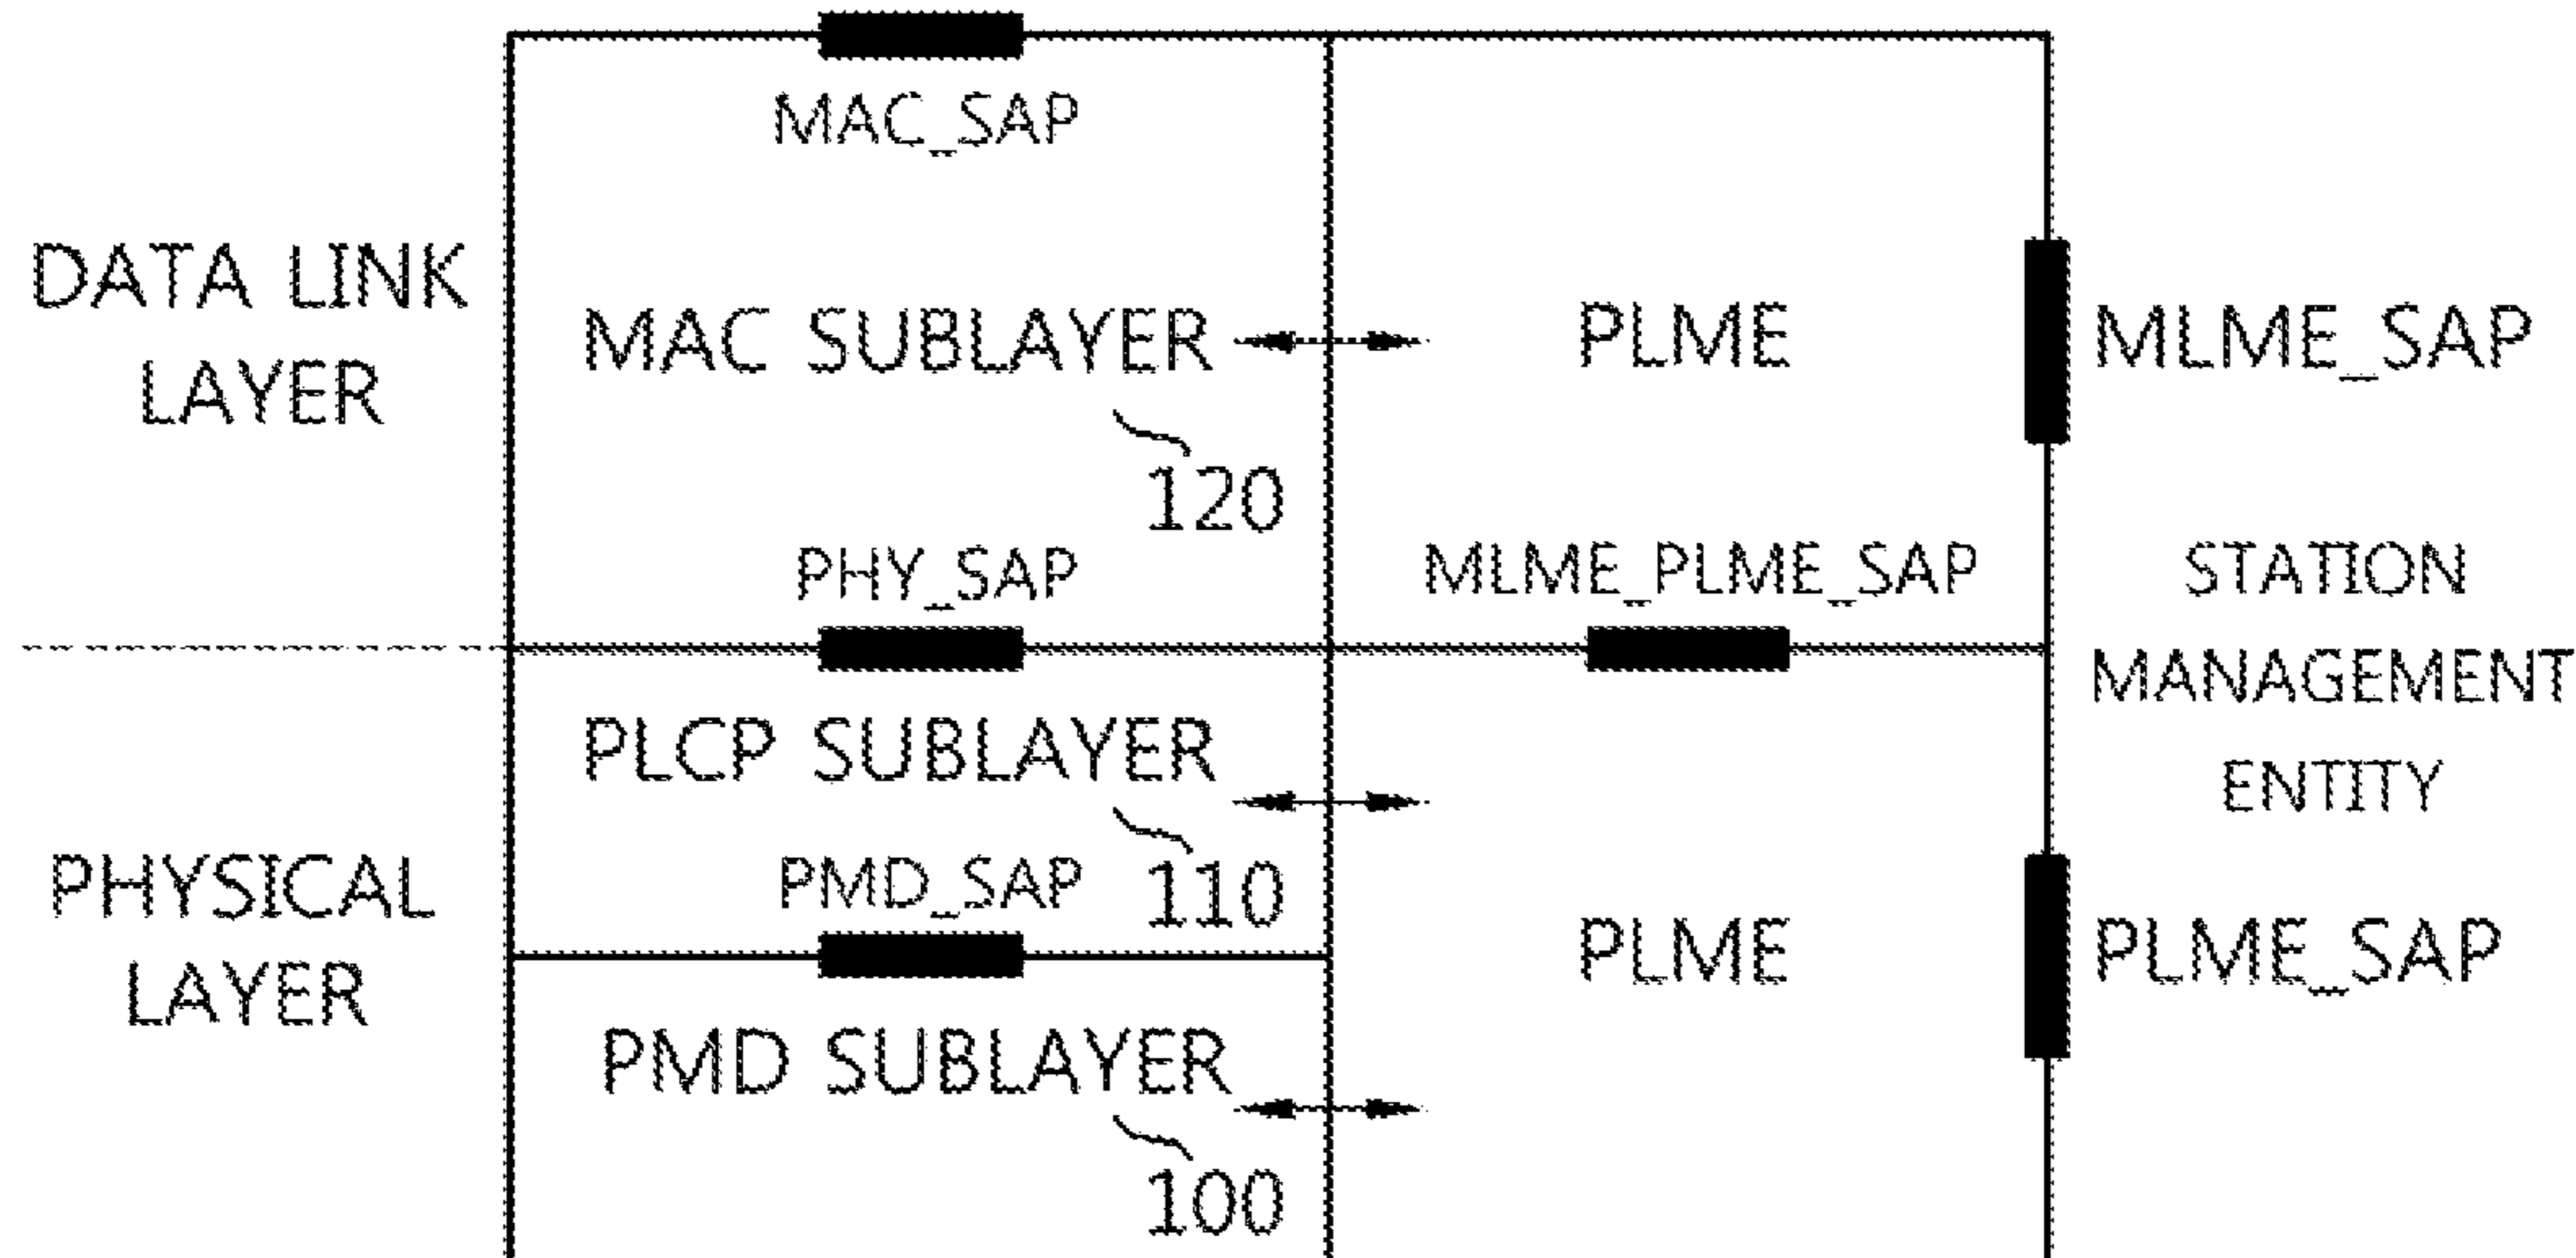 MAC_SAP
DATA LINK
LAYER
MAC SUBLAYER
120
PLME
MLME_SAP
PHY_SAP
MLME_PLME_SAP
STATION
MANAGEMENT
ENTITY
PLCP SUBLAYER
110
PHYSICAL
LAYER
PMD_SAP
PLME
PLME_SAP
PMD SUBLAYER
100